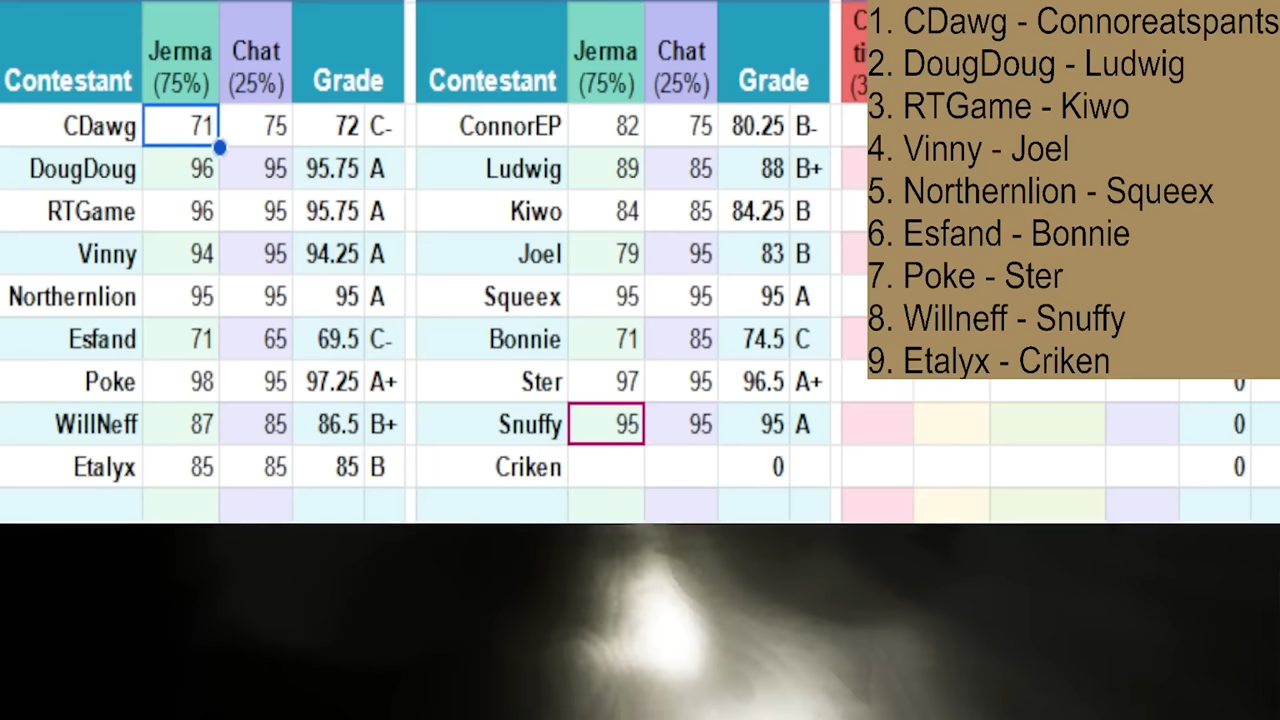 Contestant Jerma (75%) Chat (25%) Grade Contestant Jerma (75%) Chat (25%) Grade
CDawg 71 75 72 C- ConnorEP 82 75 80.25 B-
DougDoug 96 95 95.75 A Ludwig 89 85 88 B+
RTGame 96 95 95.75 A Kiwo 84 85 84.25 B
Vinny 94 95 94.25 A Joel 79 95 83 B
Northernlion 95 95 95 A Squeex 95 95 95 A
Esfand 71 65 69.5 C- Bonnie 71 85 74.5 C
Poke 98 95 97.25 A+ Ster 97 95 96.5 A+ 0
WillNeff 87 85 86.5 B+ Snuffy 95 95 95 A 0
Etalyx 85 85 85 B Criken 0 0
1. CDawg - Connoreatspants
2. DougDoug - Ludwig
3. RTGame - Kiwo
4. Vinny - Joel
5. Northernlion - Squeex
6. Esfand - Bonnie
7. Poke - Ster
8. Willneff - Snuffy
9. Etalyx - Criken